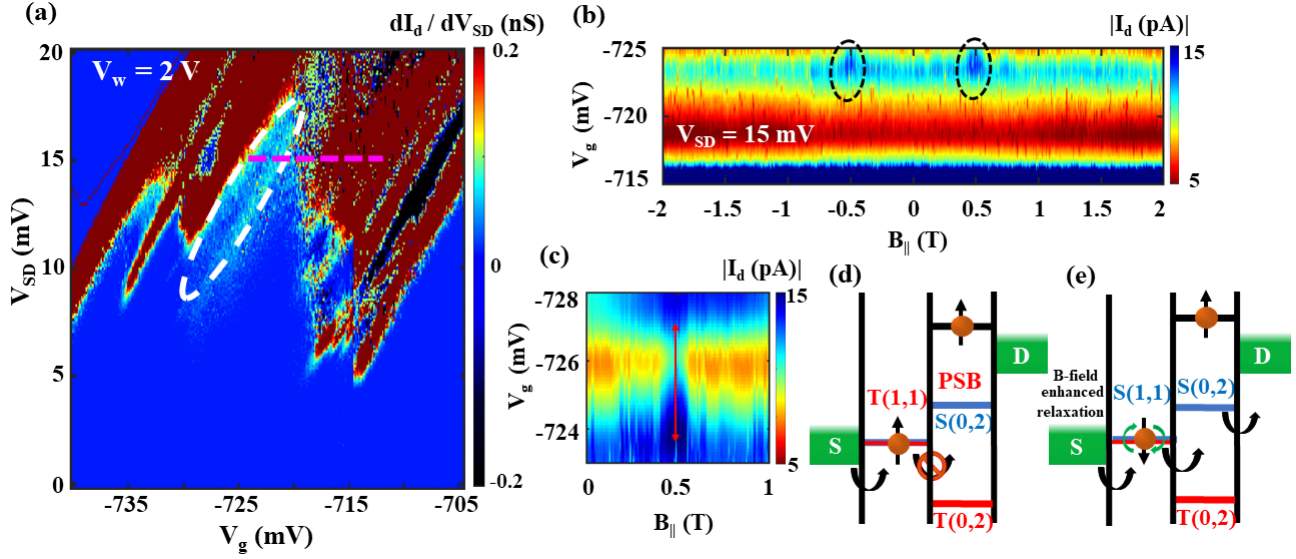 (a)
dI_d / dV_SD (nS)
20
15
10
5
0
V_SD (mV)
V_w = 2 V
-735
-725
-715
-705
V_g (mV)
0.2
0
-0.2
(b)
|I_d (pA)|
-725
-720
-715
V_g (mV)
V_SD = 15 mV
15
5
-2
-1.5
-1
-0.5
0
0.5
1
1.5
2
B_|| (T)
(c)
|I_d (pA)|
-728
-726
-724
V_g (mV)
15
5
0
0.5
1
B_|| (T)
(d)
D
PSB
T(1,1)
S(0,2)
S
T(0,2)
(e)
D
B-field
enhanced
relaxation
S(1,1)
S(0,2)
S
T(0,2)